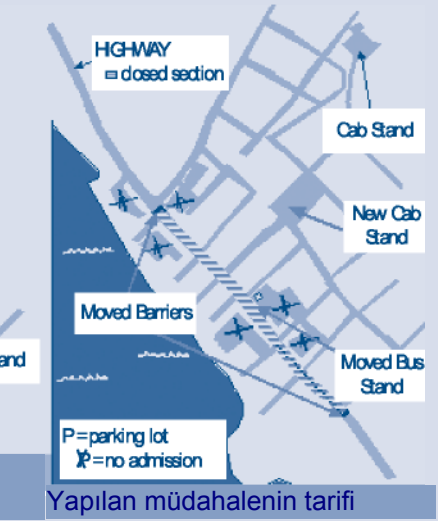 HIGHWAY
= closed section
Cab Stand
New Cab
Stand
Moved Barriers
and
Moved Bus
Stand
P=parking lot
P=no admission
Yapılan müdahalenin tarifi